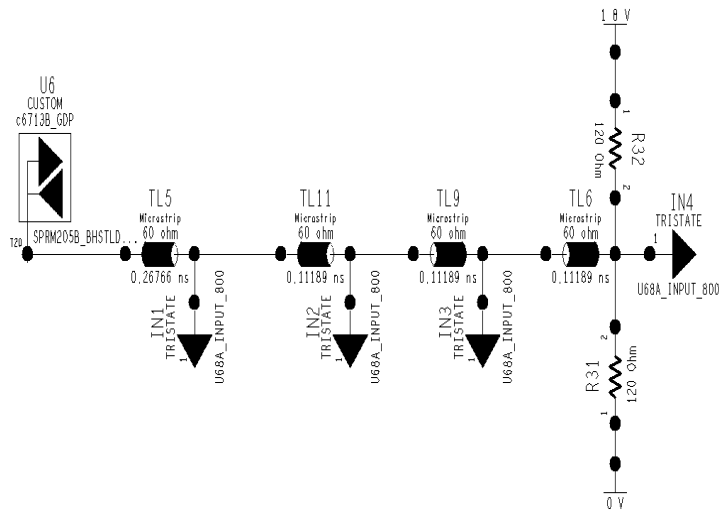 1 8 V
U6
CUSTOM
c6713B_GDP
T20
SPRM205B_BHSTLD...
TL5
Microstrip
60 ohm
0.26766 ns
TL11
Microstrip
60 ohm
0.11189 ns
TL9
Microstrip
60 ohm
0.11189 ns
TL6
Microstrip
60 ohm
0.11189 ns
1
R32
120 Ohm
2
IN4
TRISTATE
1
U68A_INPUT_800
IN1
TRISTATE
1
U68A_INPUT_800
IN2
TRISTATE
1
U68A_INPUT_800
IN3
TRISTATE
1
U68A_INPUT_800
2
R31
120 Ohm
1
0 V